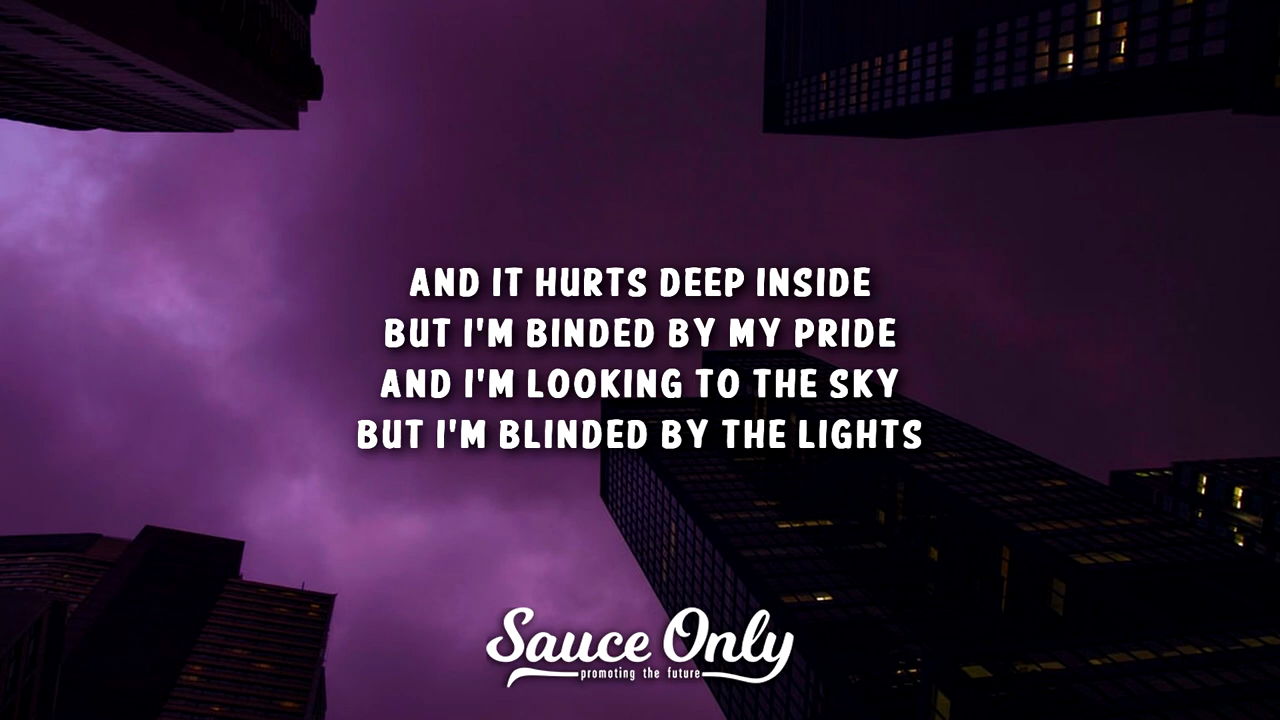 AND IT HURTS DEEP INSIDE
BUT I'M BINDED BY MY PRIDE
AND I'M LOOKING TO THE SKY
BUT I'M BLINDED BY THE LIGHTS
Sauce Only
promoting the future